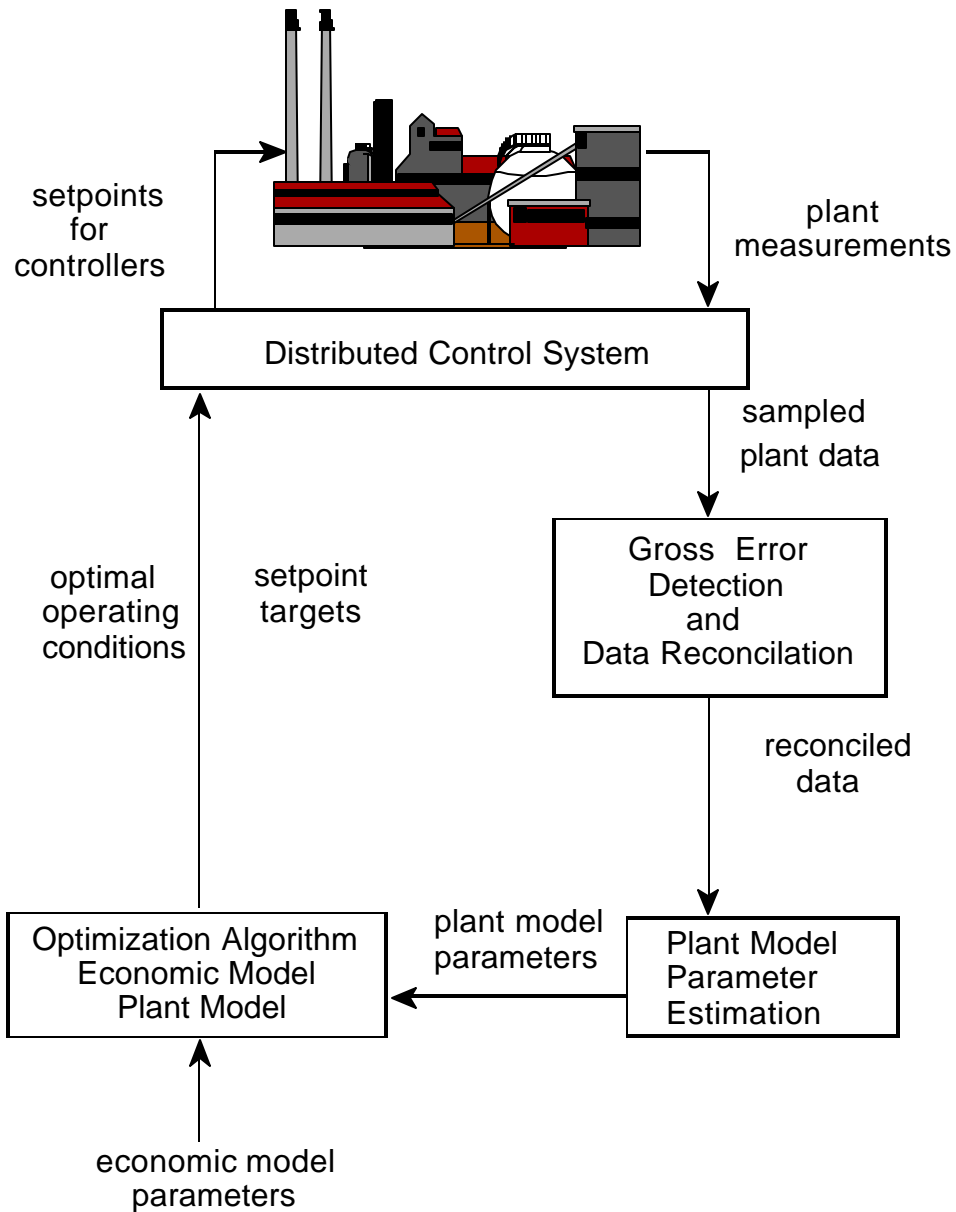 setpoints
for
controllers
plant
measurements
Distributed Control System
sampled
plant data
Gross Error
Detection
and
Data Reconcilation
optimal
operating
conditions
setpoint
targets
reconciled
data
plant model
parameters
Optimization Algorithm
Economic Model
Plant Model
Plant Model
Parameter
Estimation
economic model
parameters